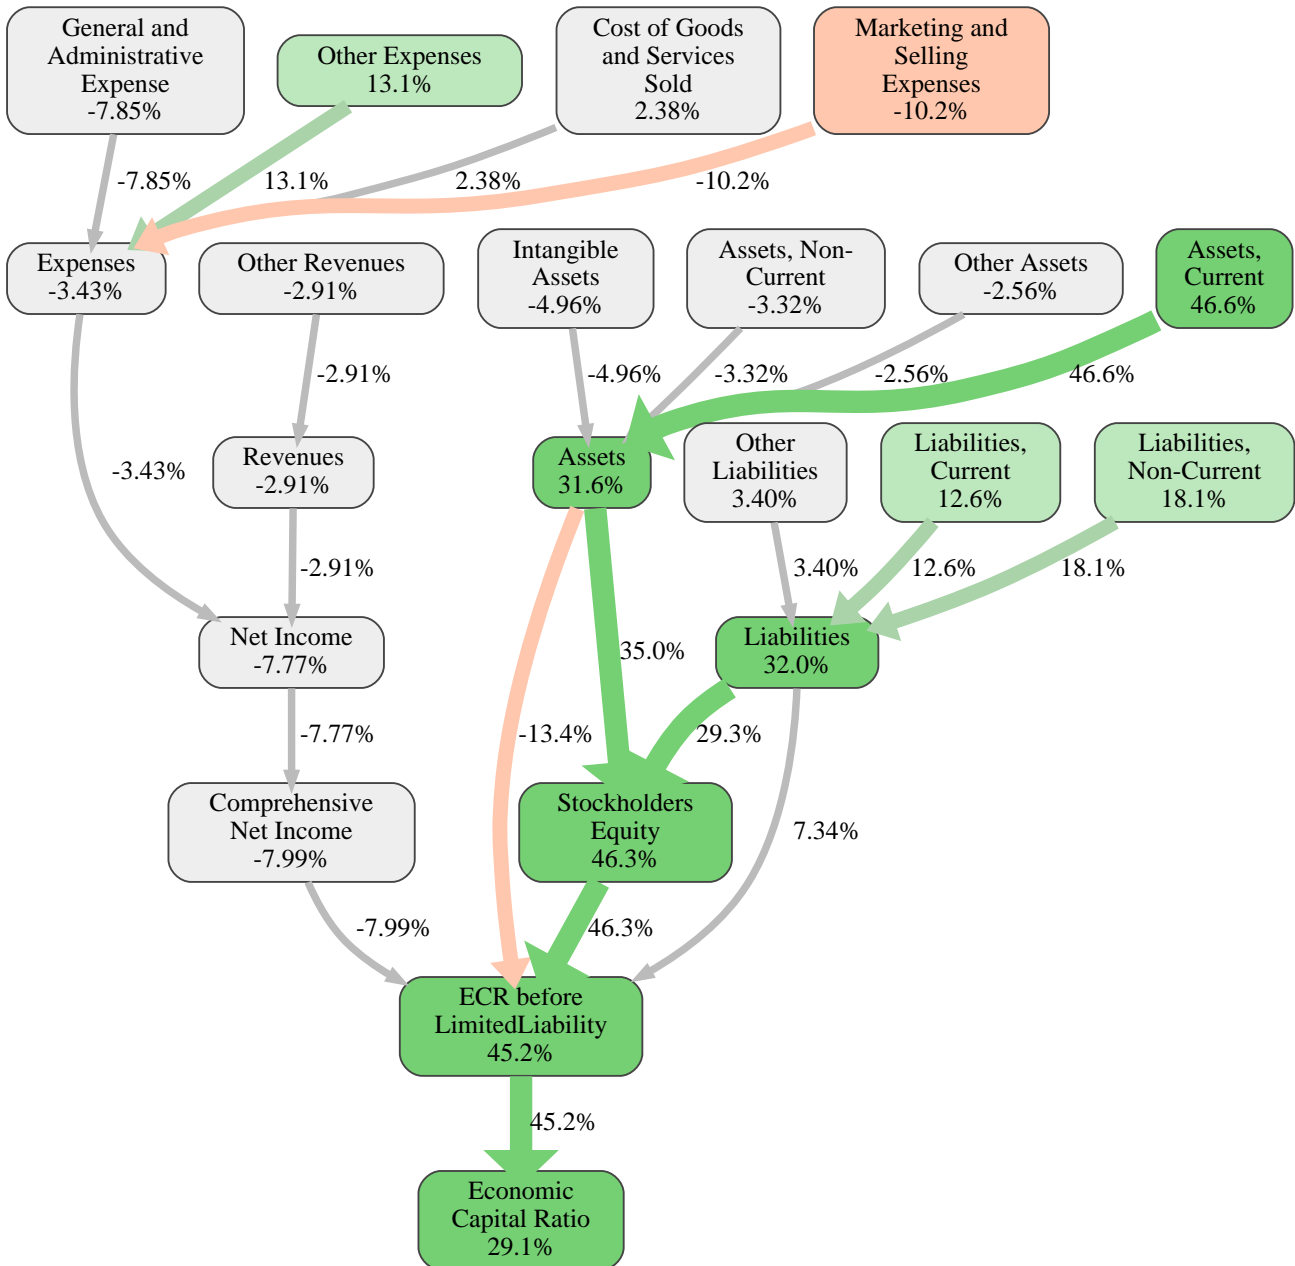 General and
Administrative
Expense
-7.85%
Other Expenses
13.1%
Cost of Goods
and Services
Sold
2.38%
Marketing and
Selling
Expenses
-10.2%
-7.85%
13.1%
2.38%
-10.2%
Expenses
-3.43%
Other Revenues
-2.91%
Intangible
Assets
-4.96%
Assets, Non-
Current
-3.32%
Other Assets
-2.56%
Assets,
Current
46.6%
-2.91%
-4.96%
-3.32%
-2.56%
46.6%
-3.43%
Revenues
-2.91%
Assets
31.6%
Other
Liabilities
3.40%
Liabilities,
Current
12.6%
Liabilities,
Non-Current
18.1%
-2.91%
3.40%
12.6%
18.1%
Net Income
-7.77%
35.0%
Liabilities
32.0%
-7.77%
-13.4%
29.3%
Comprehensive
Net Income
-7.99%
Stockholders
Equity
46.3%
7.34%
-7.99%
46.3%
ECR before
LimitedLiability
45.2%
45.2%
Economic
Capital Ratio
29.1%